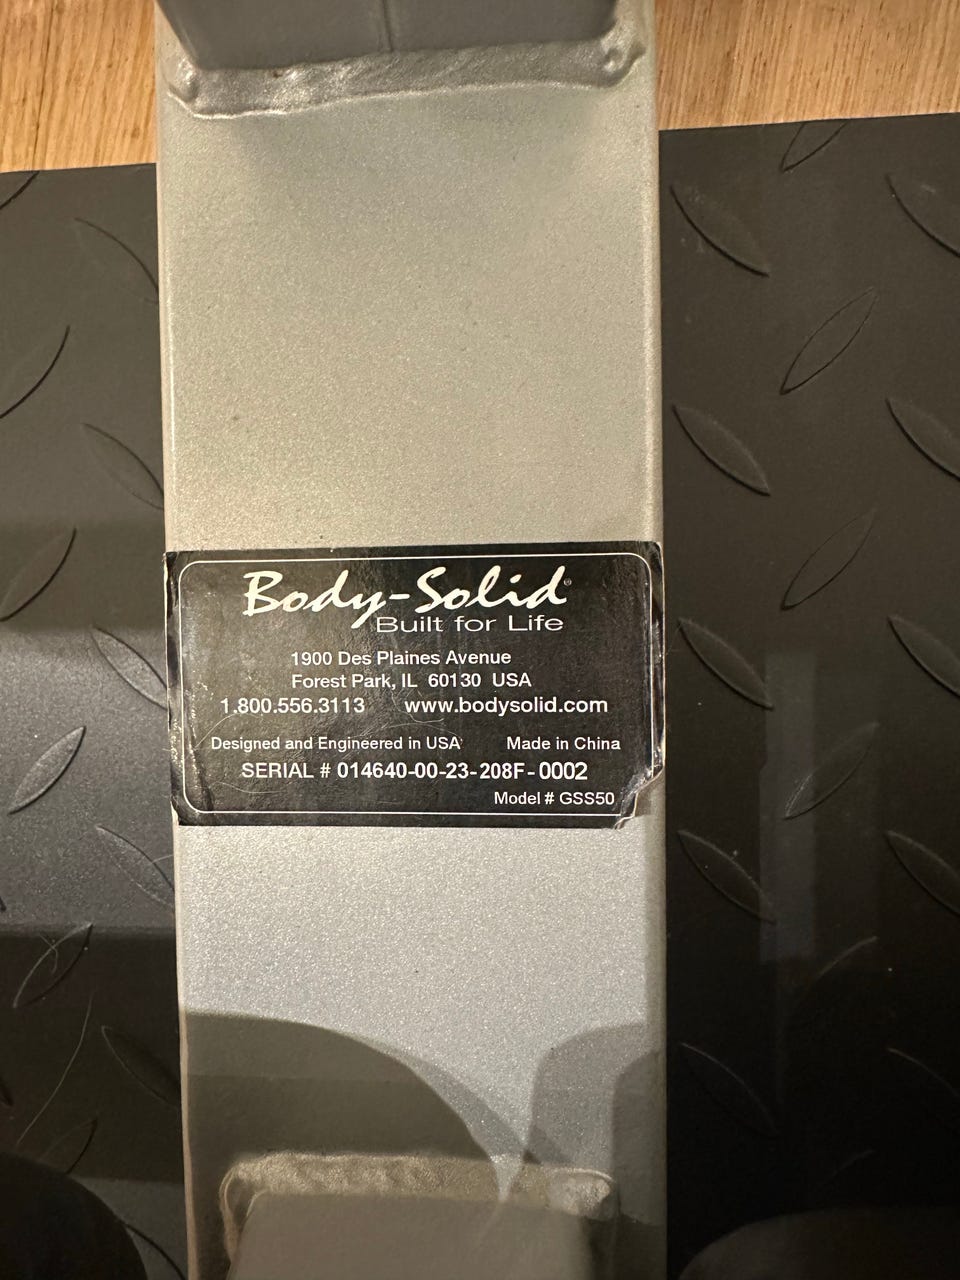 Body-Solid®
Built for Life
1900 Des Plaines Avenue
Forest Park, IL 60130 USA
1.800.556.3113 www.bodysolid.com
Designed and Engineered in USA Made in China
SERIAL # 014640-00-23-208F-0002
Model # GSS50